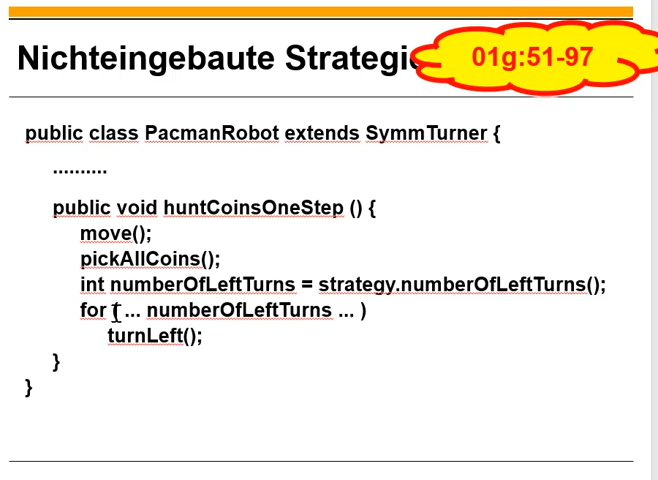 Nichteingebaute Strategie
01g:51-97
public class PacmanRobot extends SymmTurner {
..........
public void huntCoinsOneStep () {
move();
pickAllCoins();
int numberOfLeftTurns = strategy.numberOfLeftTurns();
for ( ... numberOfLeftTurns ... )
turnLeft();
}
}